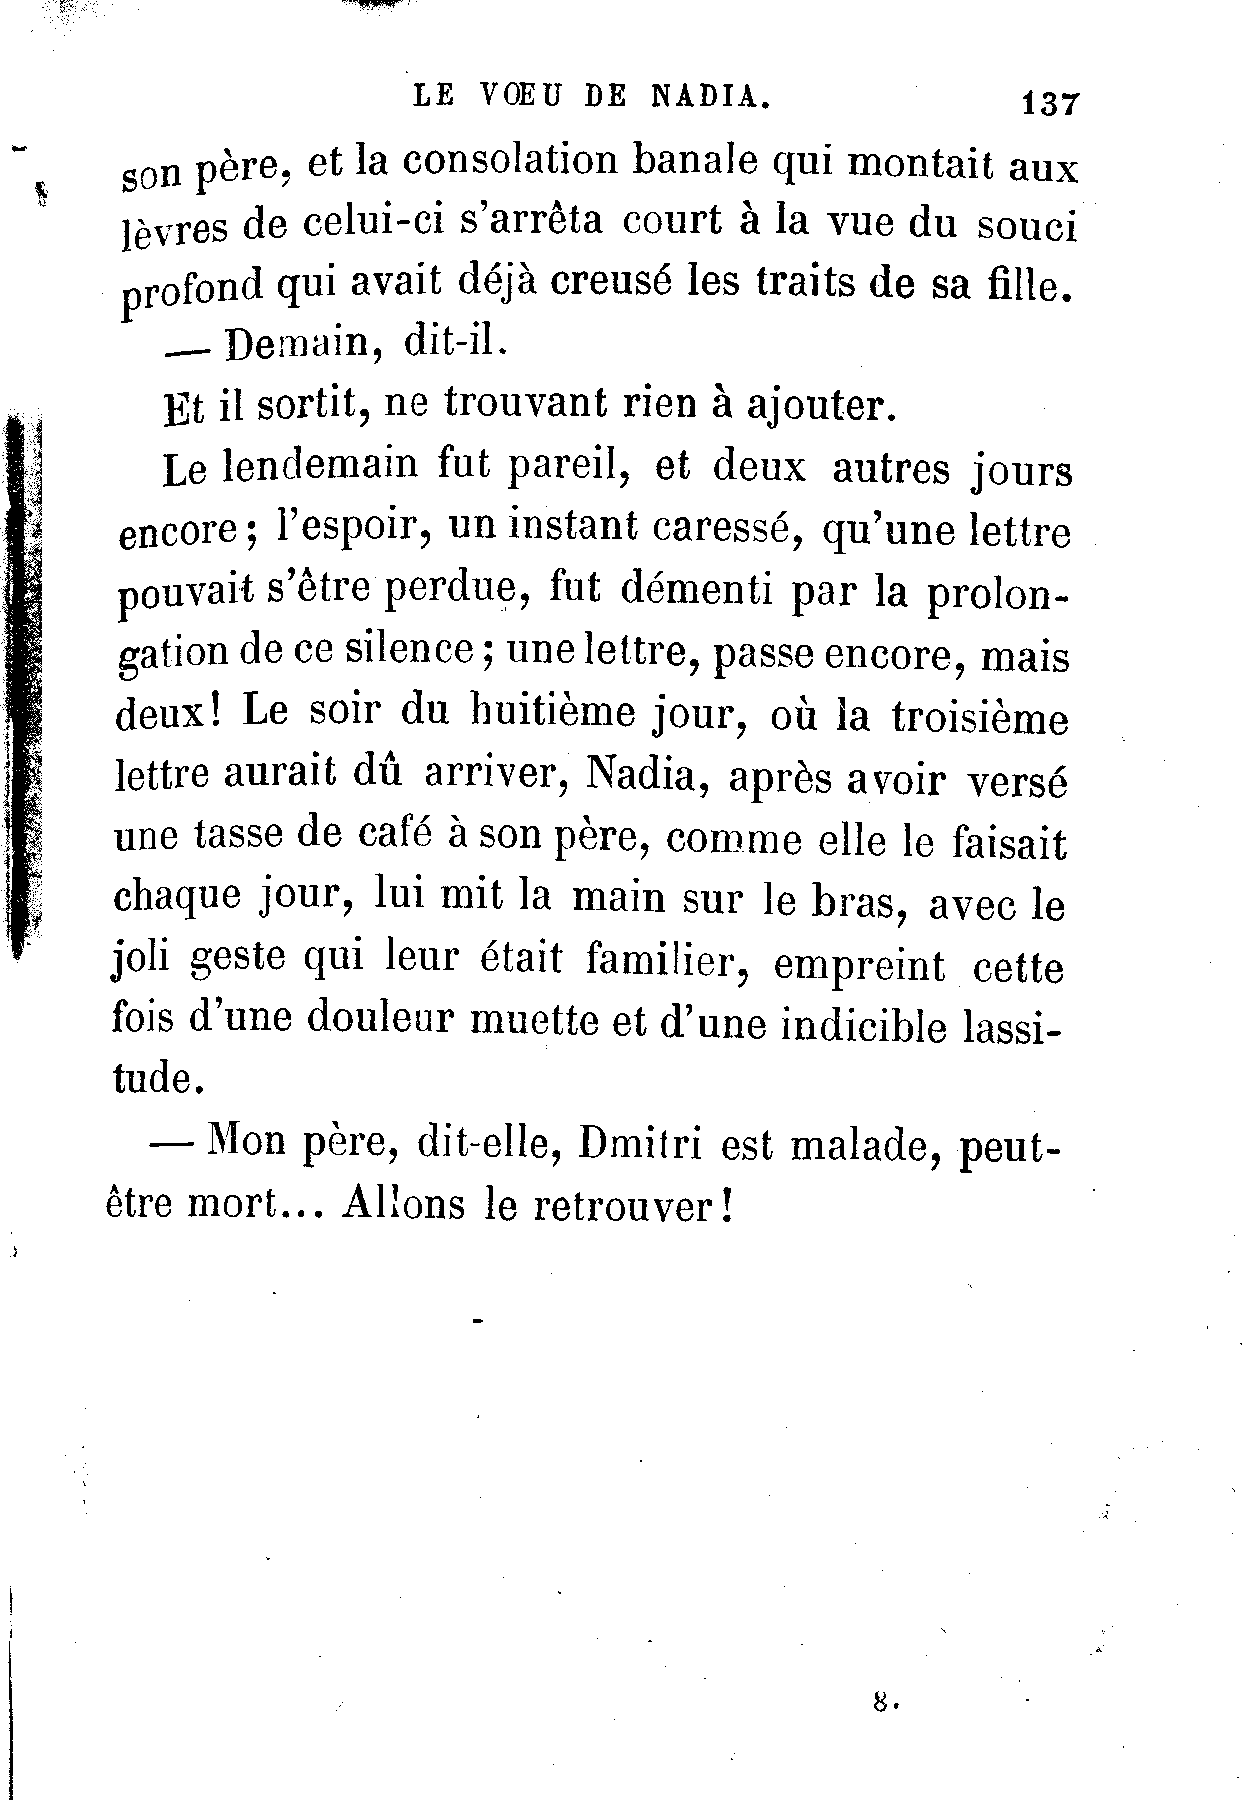 LE VŒU DE NADIA. 137
son père, et la consolation banale qui montait aux
lèvres de celui-ci s'arrêta court à la vue du souci
profond qui avait déjà creusé les traits de sa fille.
— Demain, dit-il.
Et il sortit, ne trouvant rien à ajouter.
Le lendemain fut pareil, et deux autres jours
encore ; l'espoir, un instant caressé, qu'une lettre
pouvait s'être perdue, fut démenti par la prolon-
gation de ce silence ; une lettre, passe encore, mais
deux! Le soir du huitième jour, où la troisième
lettre aurait dû arriver, Nadia, après avoir versé
une tasse de café à son père, comme elle le faisait
chaque jour, lui mit la main sur le bras, avec le
joli geste qui leur était familier, empreint cette
fois d'une douleur muette et d'une indicible lassi-
tude.
— Mon père, dit-elle, Dmitri est malade, peut-
être mort... Allons le retrouver!
8.